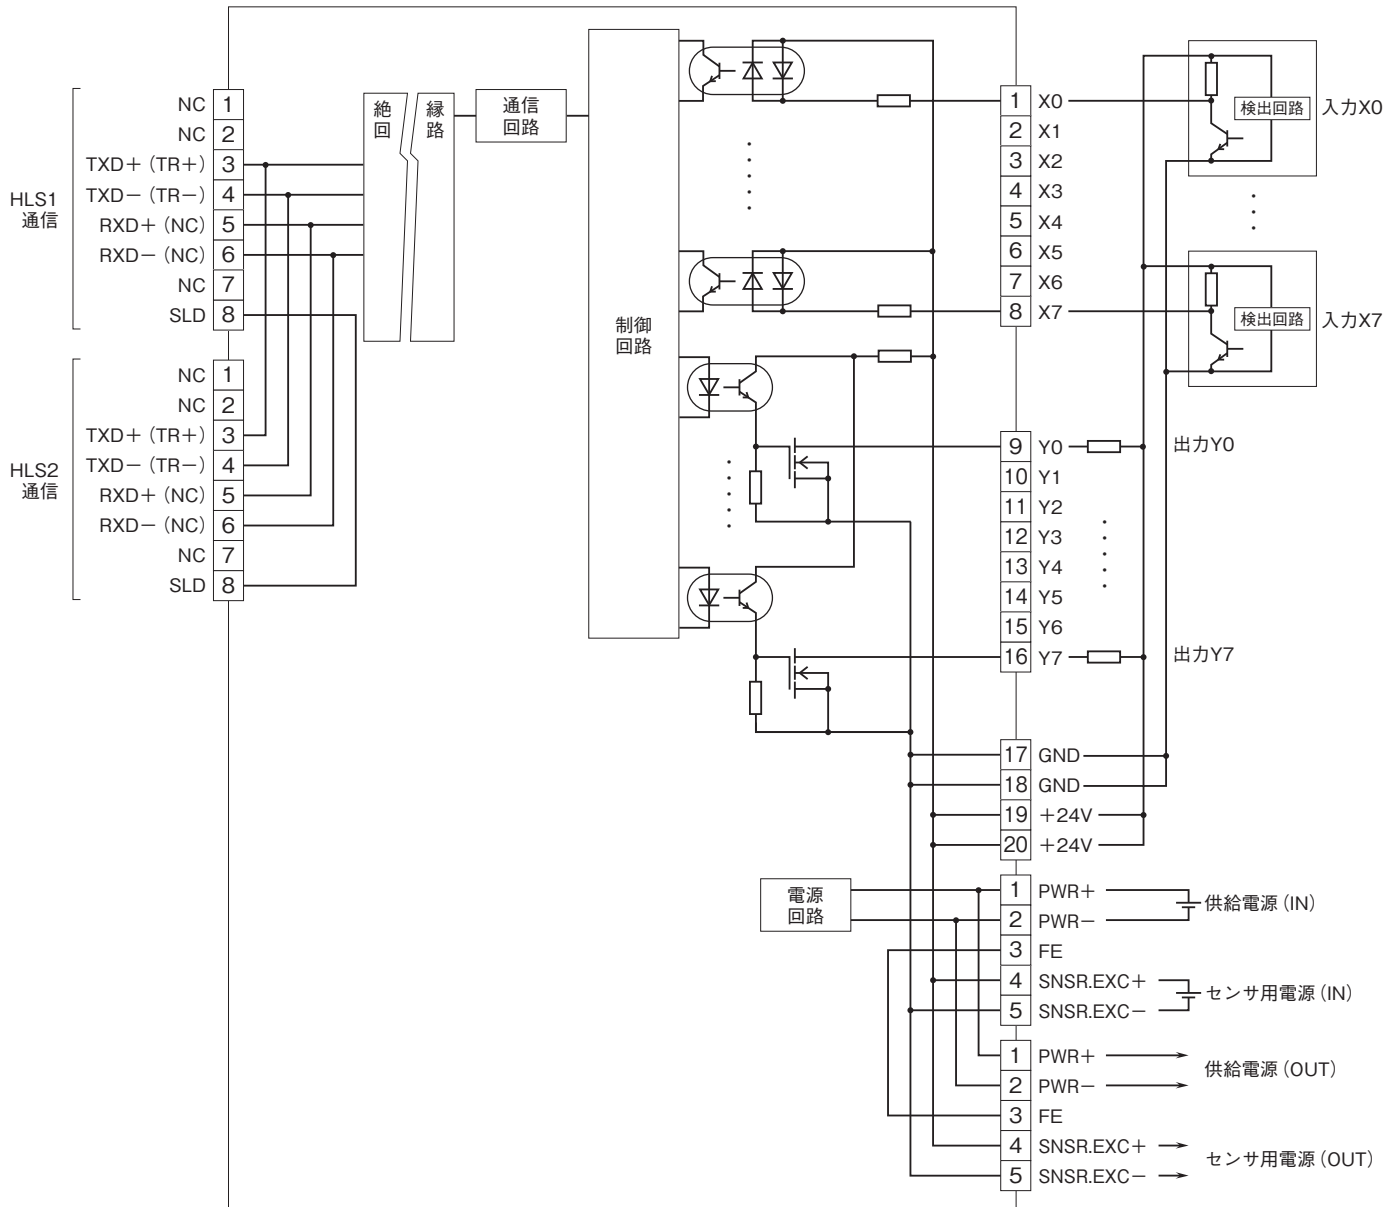 HLS1
通信
NC 1
NC 2
TXD＋(TR＋) 3
TXD－(TR－) 4
RXD＋(NC) 5
RXD－(NC) 6
NC 7
SLD 8
HLS2
通信
NC 1
NC 2
TXD＋(TR＋) 3
TXD－(TR－) 4
RXD＋(NC) 5
RXD－(NC) 6
NC 7
SLD 8
絶縁
回路
通信
回路
制御
回路
電源
回路
1 X0
2 X1
3 X2
4 X3
5 X4
6 X5
7 X6
8 X7
9 Y0
10 Y1
11 Y2
12 Y3
13 Y4
14 Y5
15 Y6
16 Y7
17 GND
18 GND
19 ＋24V
20 ＋24V
検出回路
入力X0
検出回路
入力X7
出力Y0
出力Y7
1 PWR＋
2 PWR－
3 FE
4 SNSR.EXC＋
5 SNSR.EXC－
供給電源(IN)
センサ用電源(IN)
1 PWR＋
2 PWR－
3 FE
4 SNSR.EXC＋
5 SNSR.EXC－
供給電源(OUT)
センサ用電源(OUT)